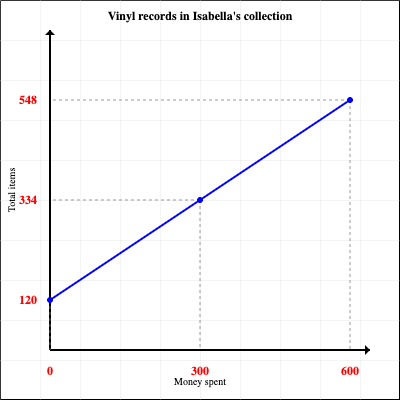 Vinyl records in Isabella's collection
548
334
120
Total items
0
300
600
Money spent